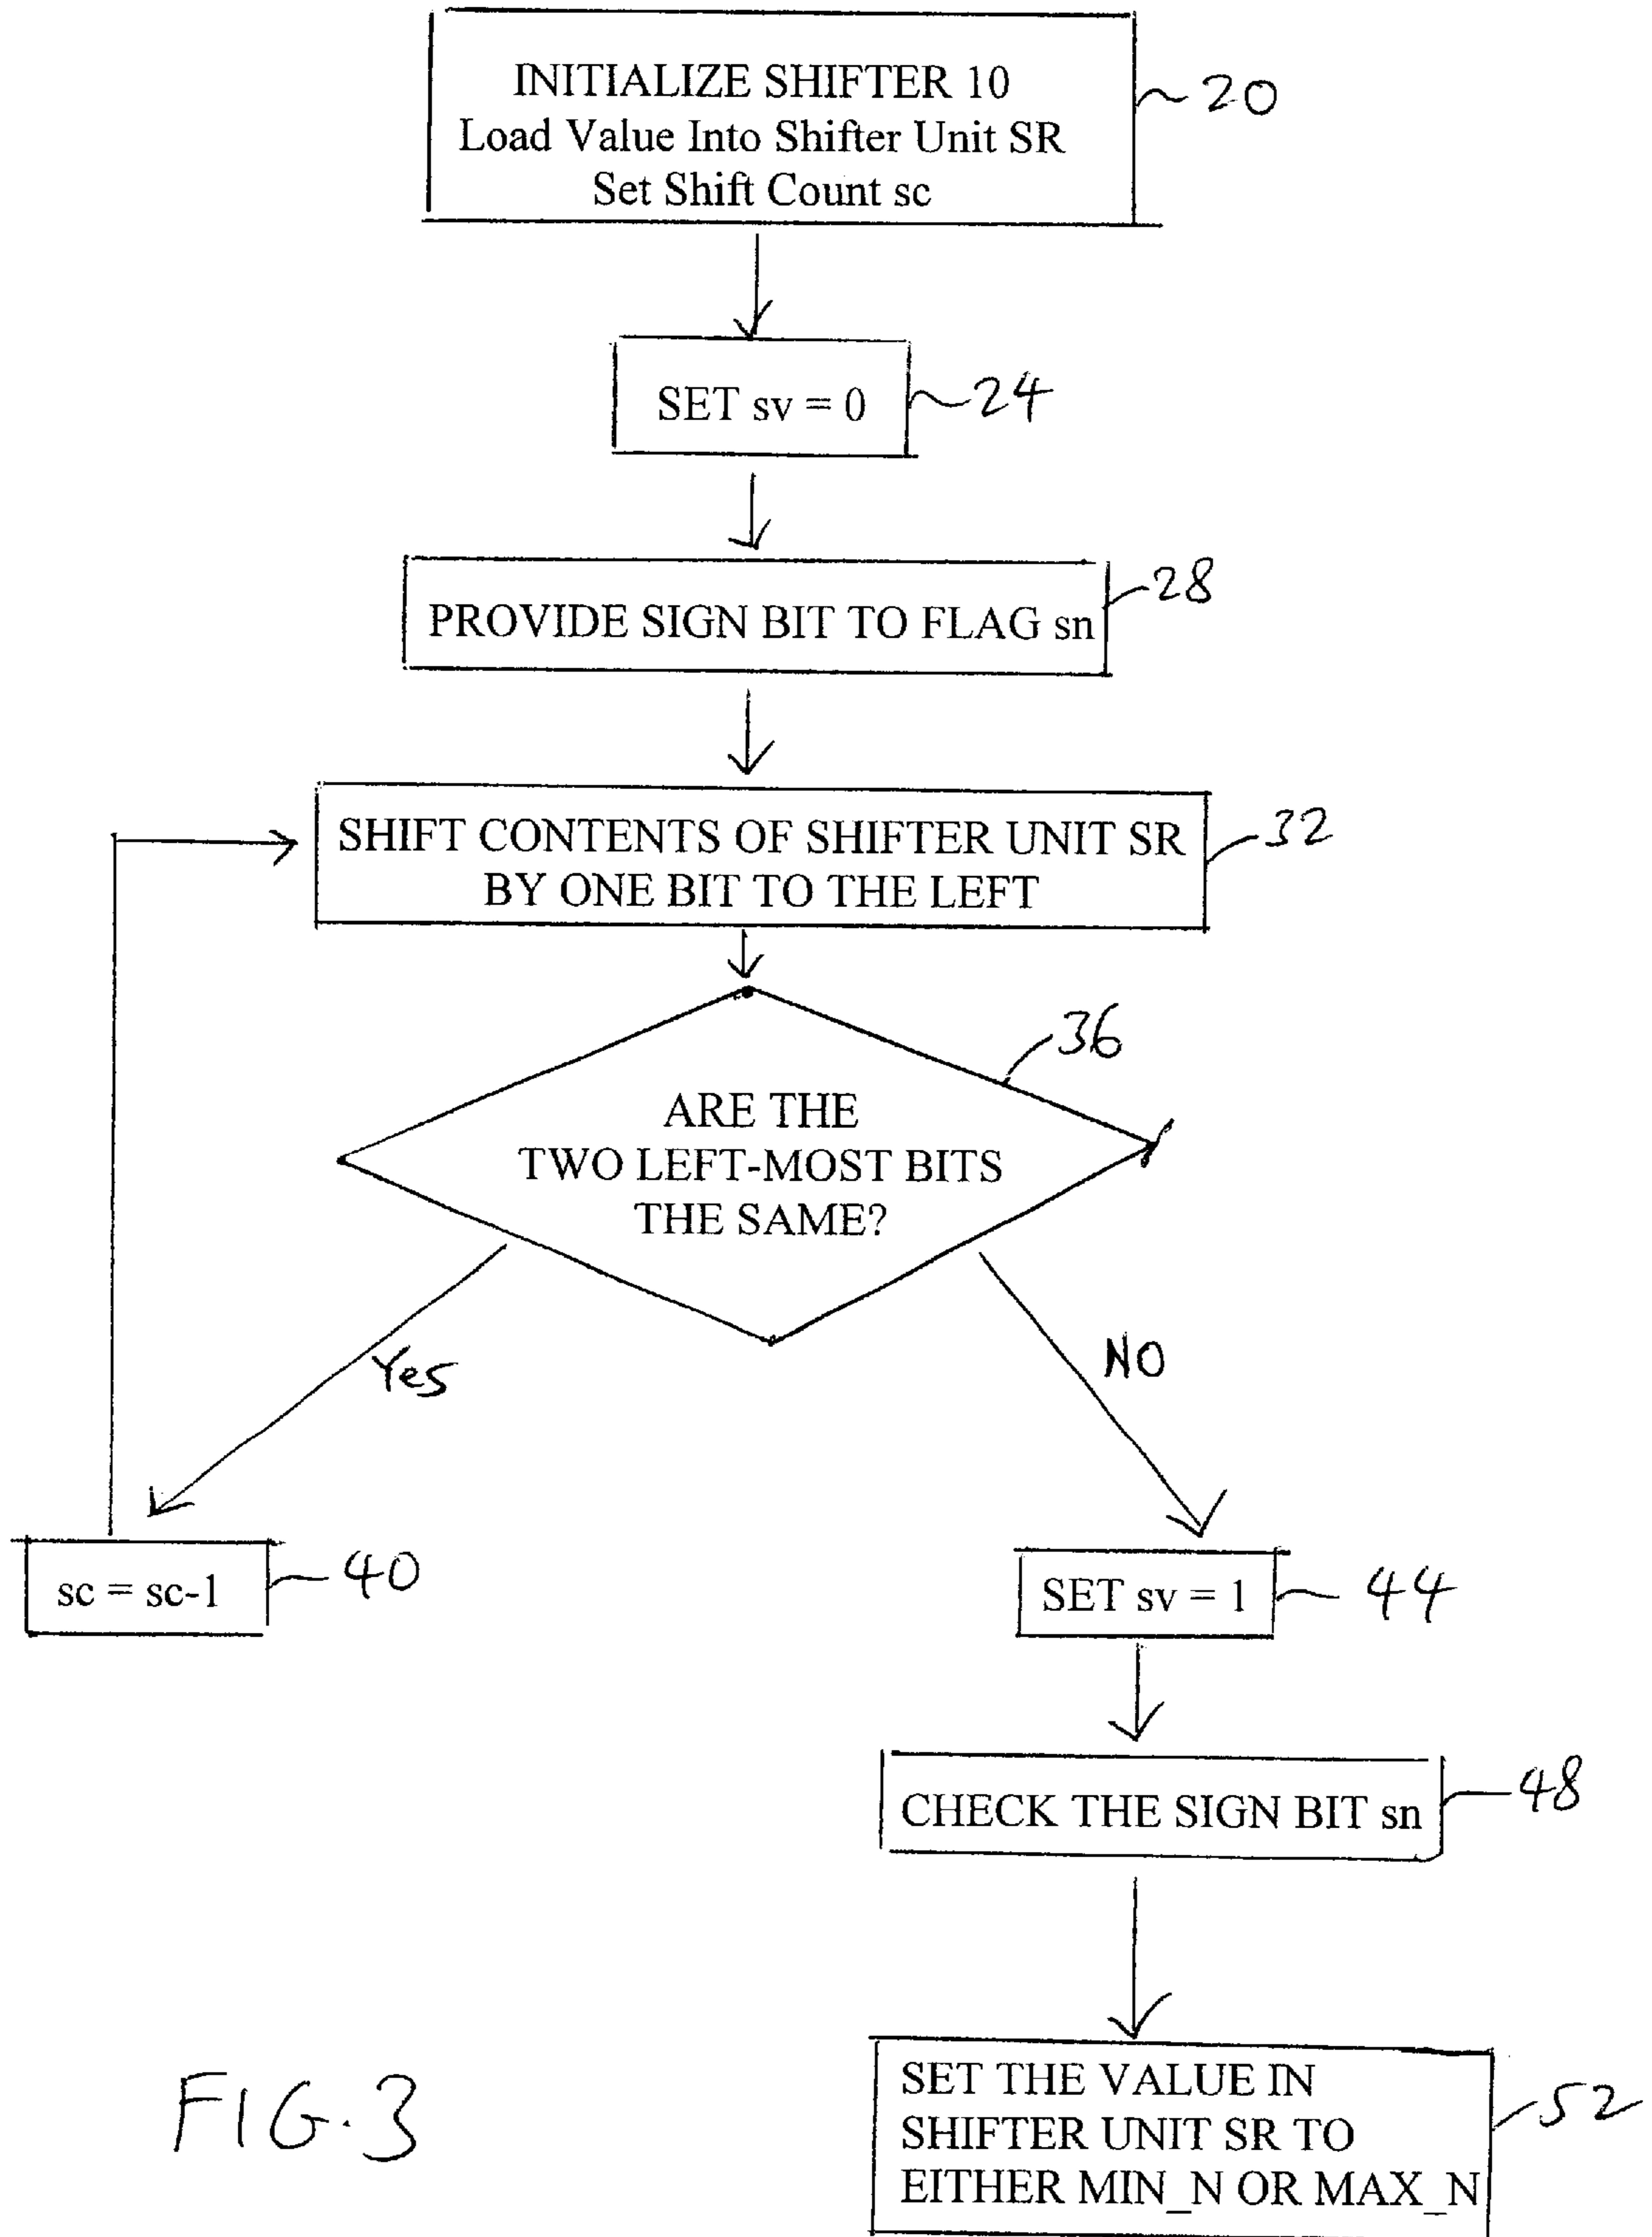 INITIALIZE SHIFTER 10
Load Value Into Shifter Unit SR
Set Shift Count sc
20
SET sv = 0
24
PROVIDE SIGN BIT TO FLAG sn
28
SHIFT CONTENTS OF SHIFTER UNIT SR
BY ONE BIT TO THE LEFT
32
36
ARE THE
TWO LEFT-MOST BITS
THE SAME?
Yes
NO
sc = sc-1
40
SET sv = 1
44
CHECK THE SIGN BIT sn
48
SET THE VALUE IN
SHIFTER UNIT SR TO
EITHER MIN_N OR MAX_N
52
FIG. 3